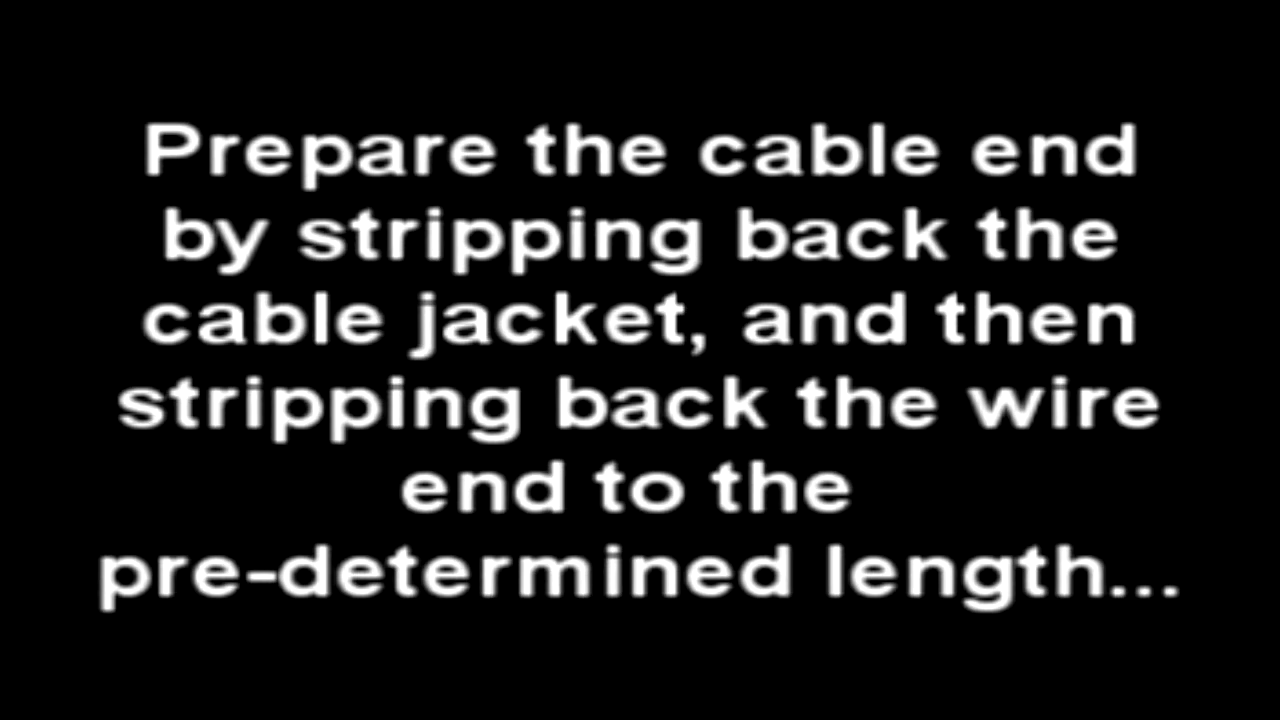 Prepare the cable end
by stripping back the
cable jacket, and then
stripping back the wire
end to the
pre-determined length...